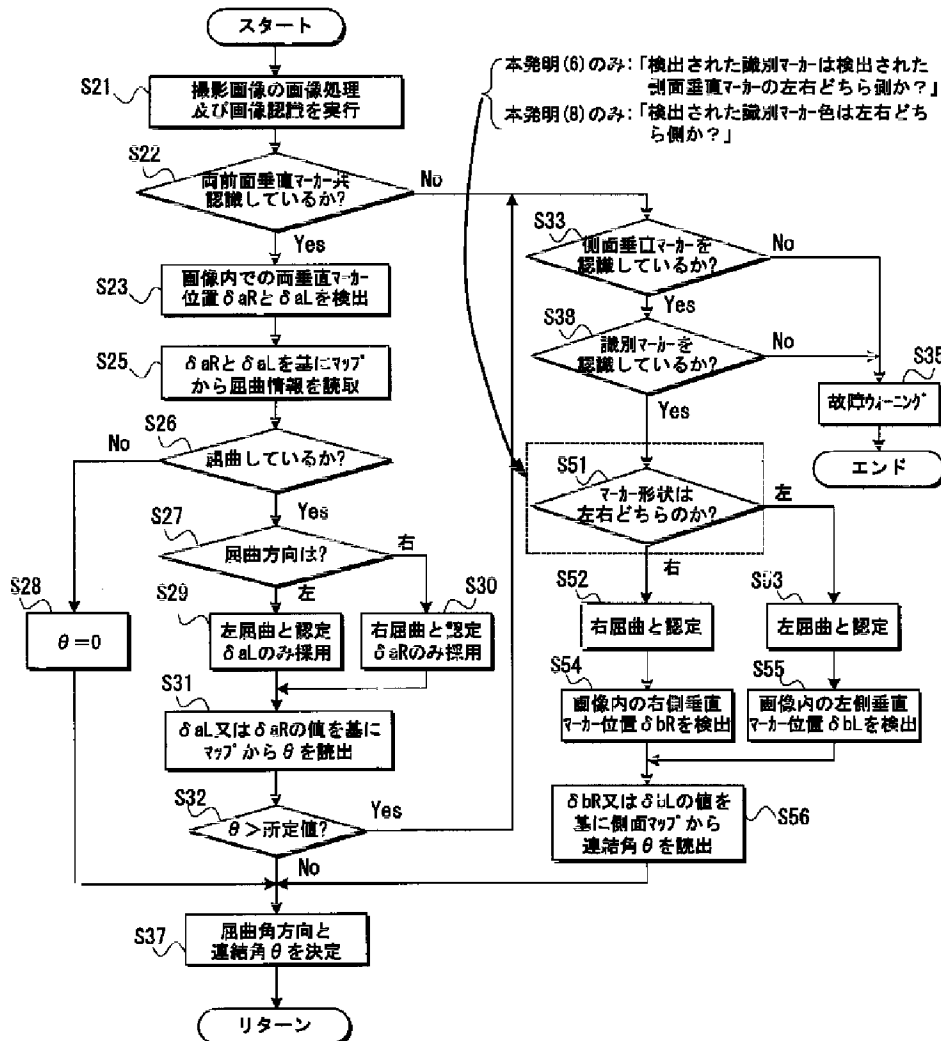 スタート
本発明(6)のみ:「検出された識別マーカーは検出された
側面垂直マーカーの左右どちら側か?」
本発明(8)のみ:「検出された識別マーカー色は左右どち
ら側か?」
S21
撮影画像の画像処理
及び画像認識を実行
S22
両前面垂直マーカー共
認識しているか?
No
Yes
S23
画像内での両垂直マーカー
位置δaRとδaLを検出
S25
δaRとδaLを基にマップ
から屈曲情報を読取
S26
屈曲しているか?
No
Yes
S27
屈曲方向は?
右
左
S28
θ=0
S29
左屈曲と認定
δaLのみ採用
S30
右屈曲と認定
δaRのみ採用
S31
δaL又はδaRの値を基に
マップからθを読出
S32
θ>所定値?
Yes
No
S33
側面垂直マーカーを
認識しているか?
No
Yes
S38
識別マーカーを
認識しているか?
No
Yes
S35
故障ウォーニング
エンド
S51
マーカー形状は
左右どちらのか?
左
右
S52
右屈曲と認定
S53
左屈曲と認定
S54
画像内の右側垂直
マーカー位置δbRを検出
S55
画像内の左側垂直
マーカー位置δbLを検出
δbR又はδbLの値を
基に側面マップから
連結角θを読出
S56
S37
屈曲角方向と
連結角θを決定
リターン